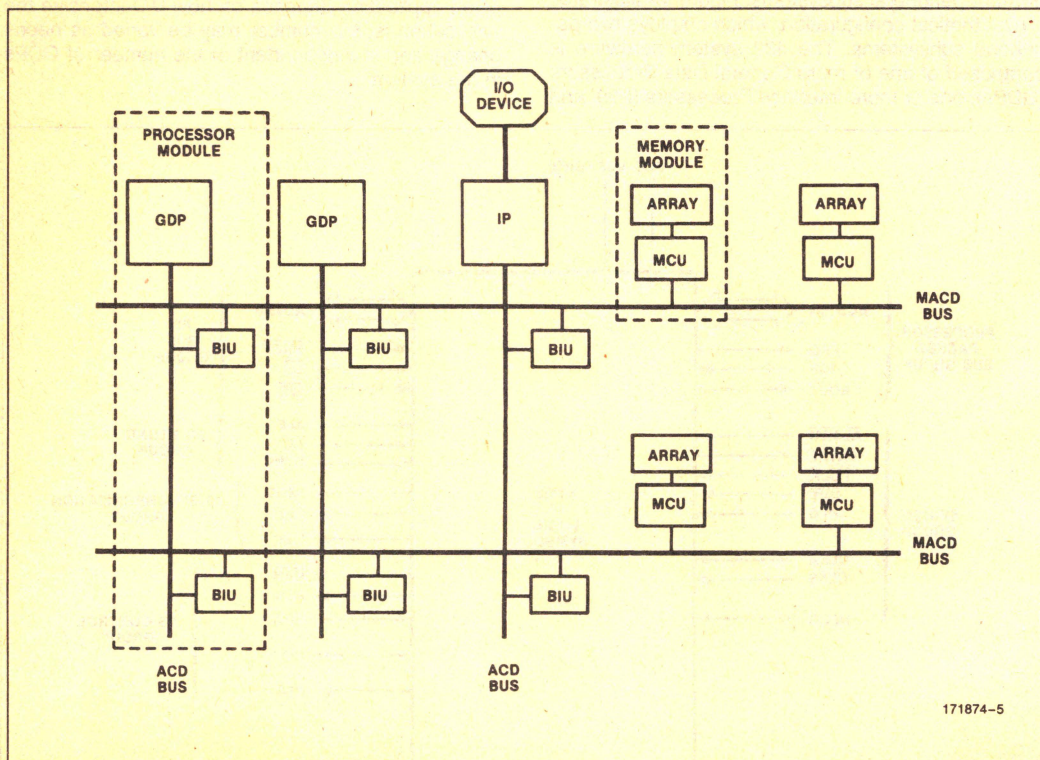 I/O
DEVICE
PROCESSOR
MODULE
MEMORY
MODULE
GDP
GDP
IP
ARRAY
ARRAY
MCU
MCU
MACD
BUS
BIU
BIU
BIU
ARRAY
ARRAY
MCU
MCU
MACD
BUS
BIU
BIU
BIU
ACD
BUS
ACD
BUS
171874-5